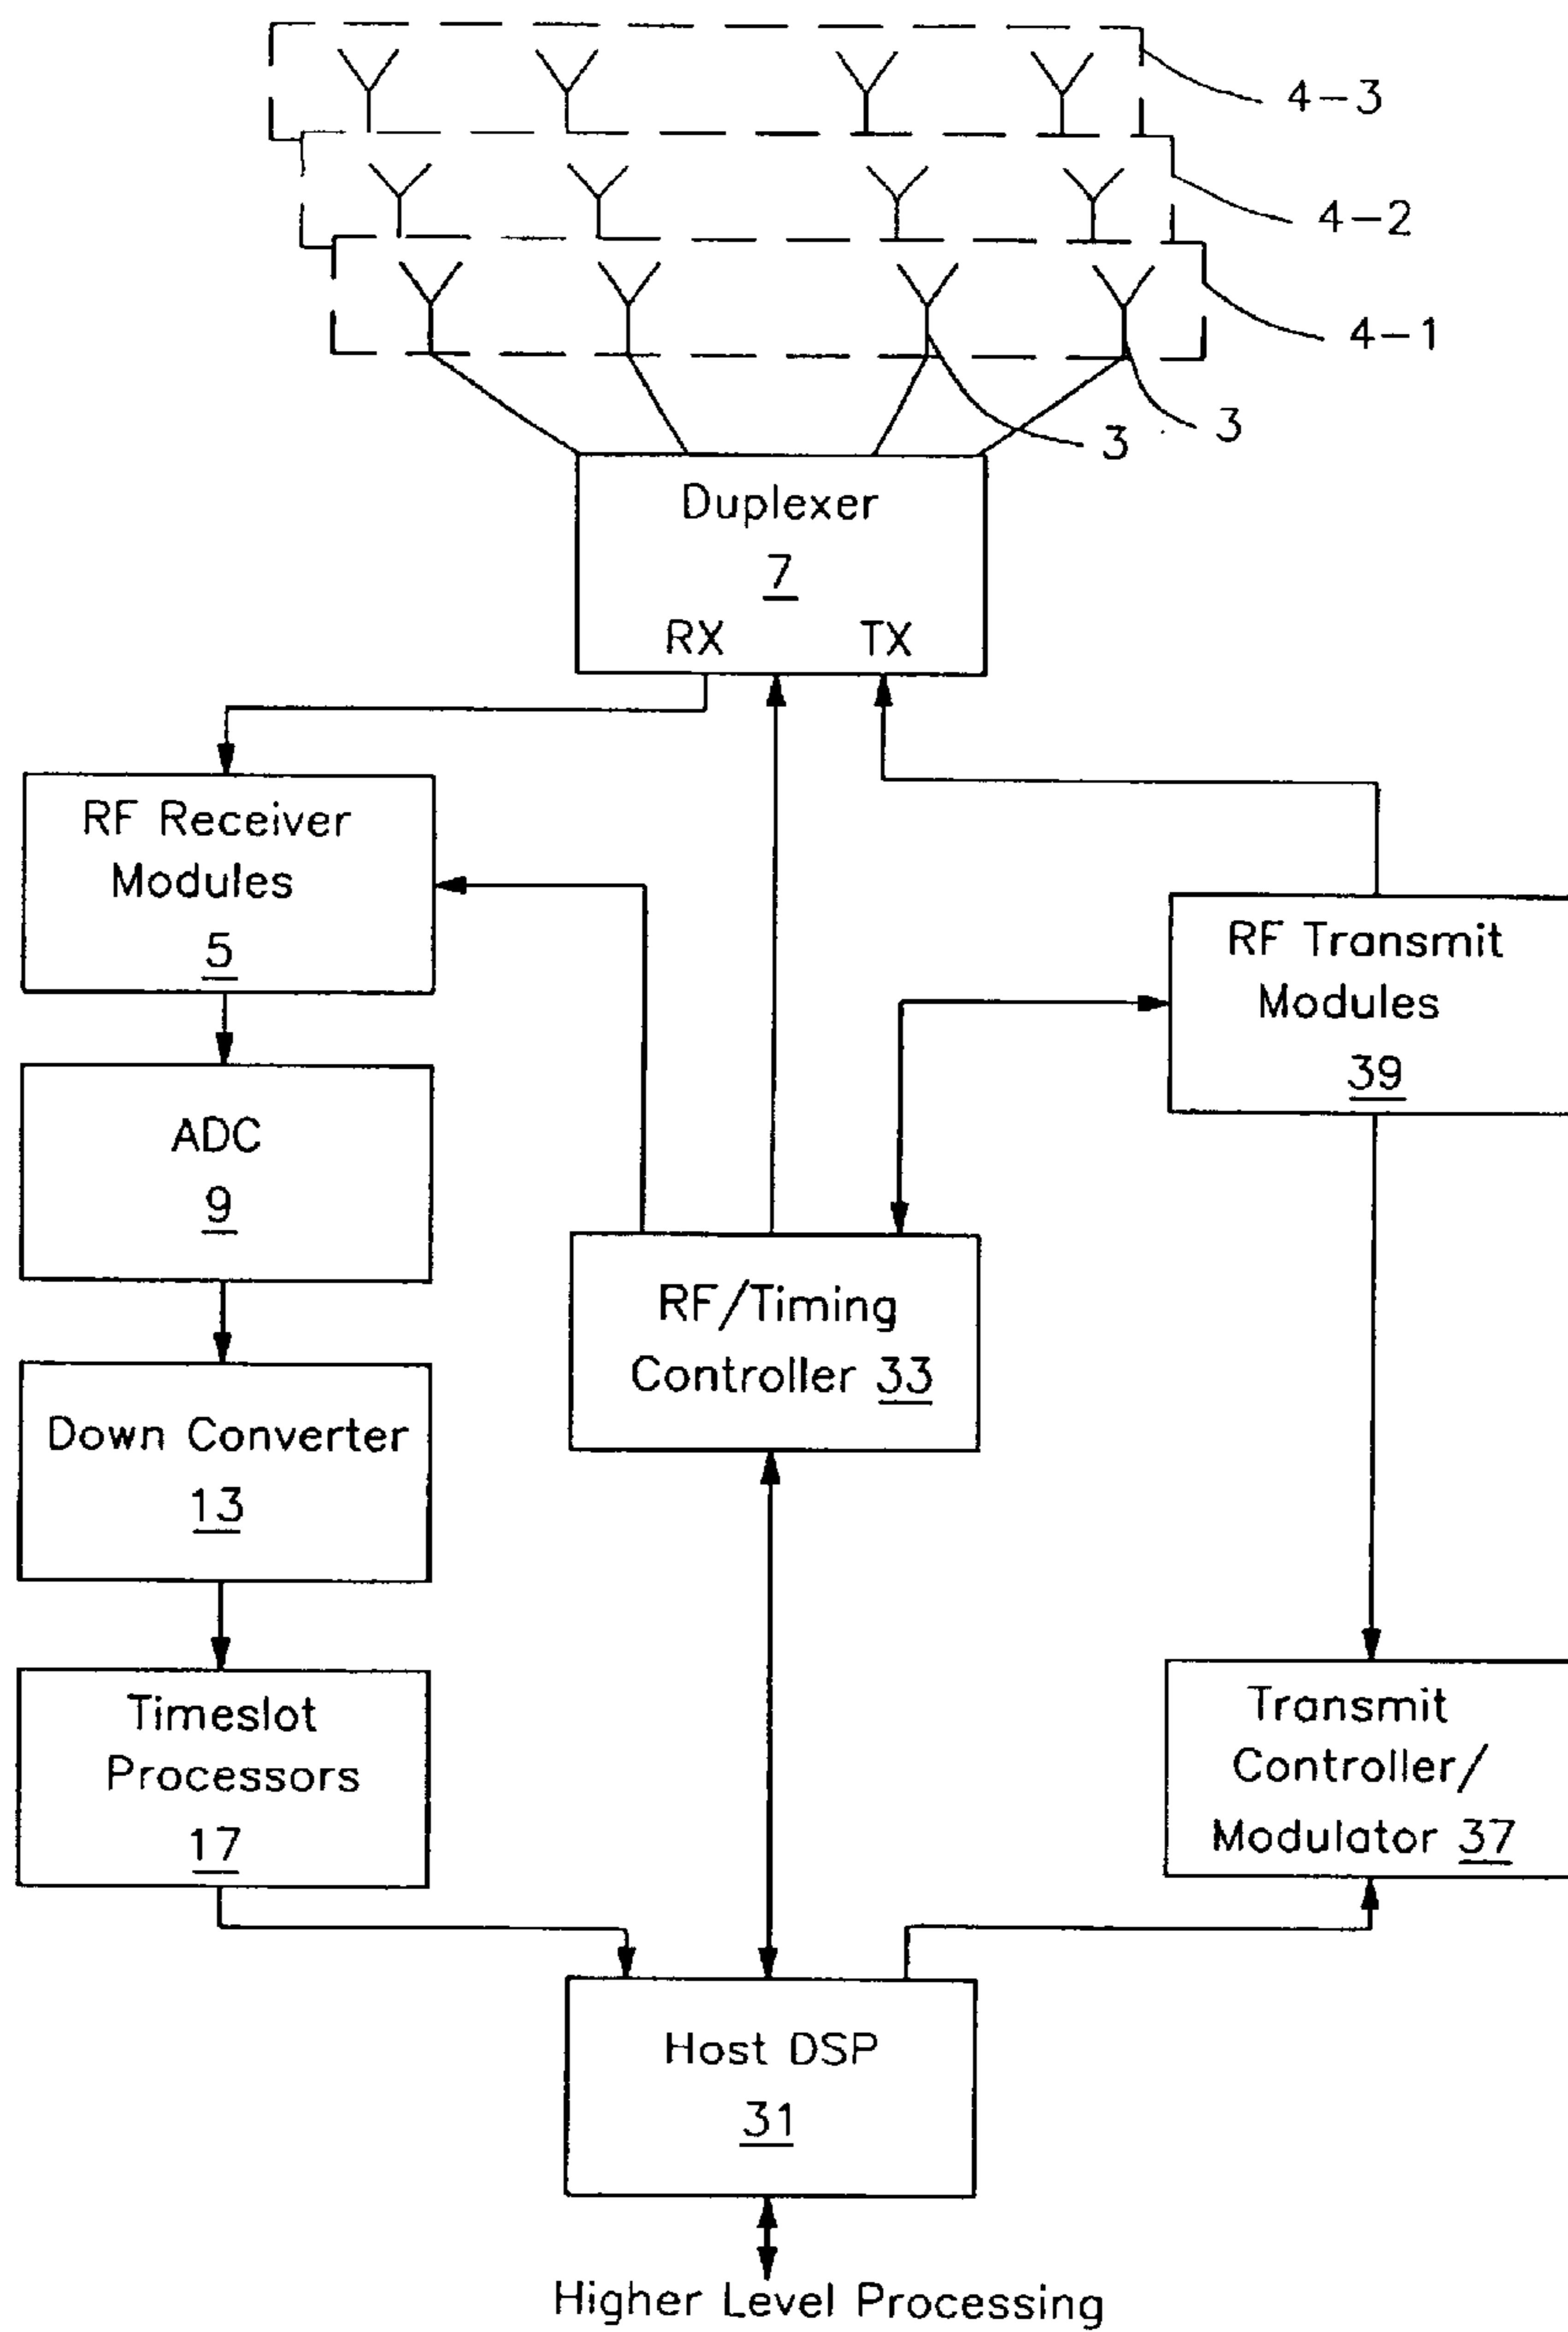 4-3
4-2
4-1
3
3
Duplexer
7
RX TX
RF Receiver
Modules
5
RF Transmit
Modules
39
ADC
9
RF/Timing
Controller 33
Down Converter
13
Timeslot
Processors
17
Transmit
Controller/
Modulator 37
Host DSP
31
Higher Level Processing